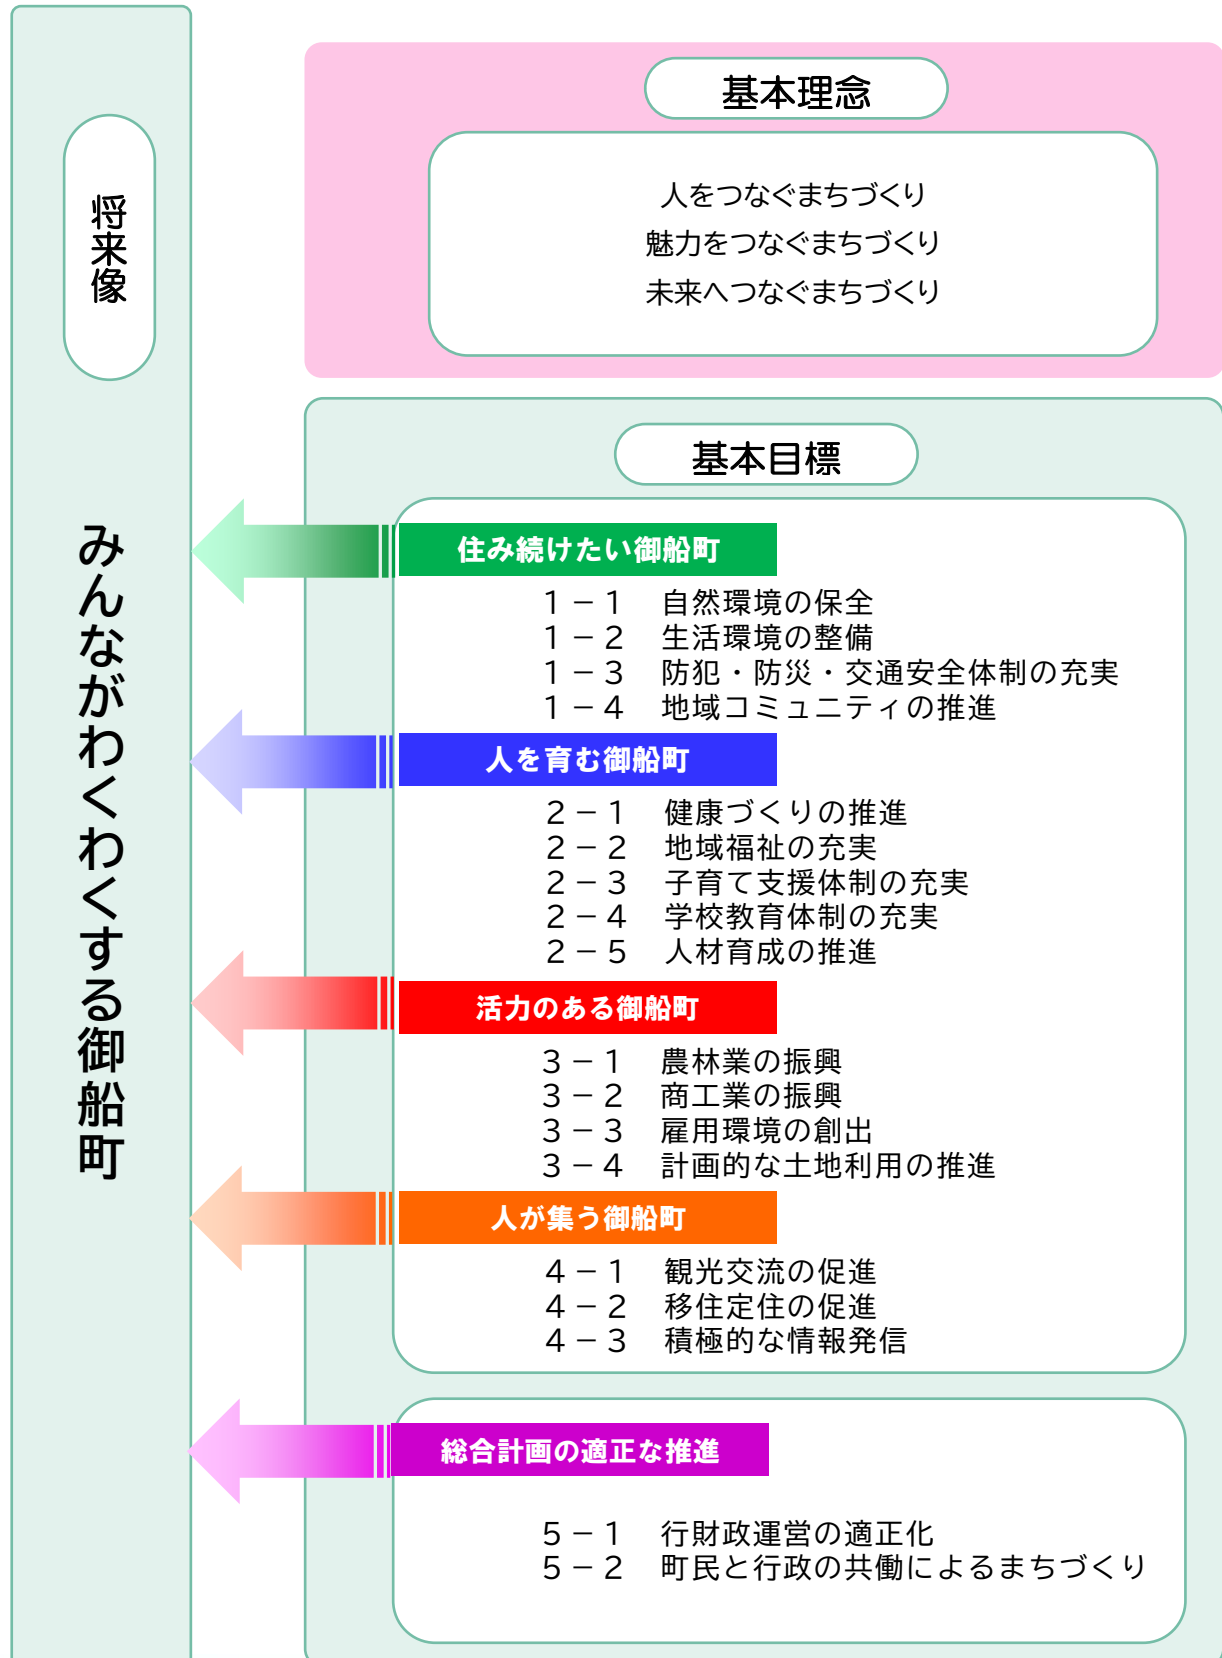 将来像
みんながわくわくする御船町
基本理念
人をつなぐまちづくり
魅力をつなぐまちづくり
未来へつなぐまちづくり
基本目標
住み続けたい御船町
１－１　自然環境の保全
１－２　生活環境の整備
１－３　防犯・防災・交通安全体制の充実
１－４　地域コミュニティの推進
人を育む御船町
２－１　健康づくりの推進
２－２　地域福祉の充実
２－３　子育て支援体制の充実
２－４　学校教育体制の充実
２－５　人材育成の推進
活力のある御船町
３－１　農林業の振興
３－２　商工業の振興
３－３　雇用環境の創出
３－４　計画的な土地利用の推進
人が集う御船町
４－１　観光交流の促進
４－２　移住定住の促進
４－３　積極的な情報発信
総合計画の適正な推進
５－１　行財政運営の適正化
５－２　町民と行政の共働によるまちづくり